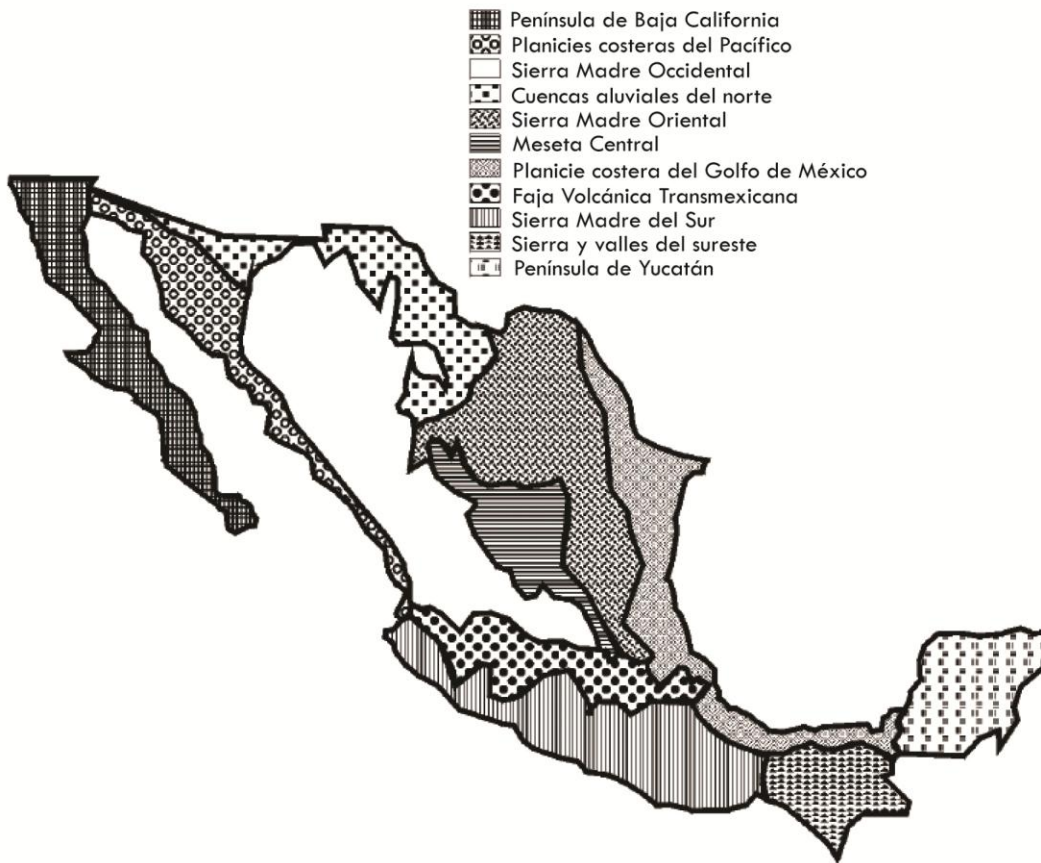 Península de Baja California
Planicies costeras del Pacífico
Sierra Madre Occidental
Cuencas aluviales del norte
Sierra Madre Oriental
Meseta Central
Planicie costera del Golfo de México
Faja Volcánica Transmexicana
Sierra Madre del Sur
Sierra y valles del sureste
Península de Yucatán